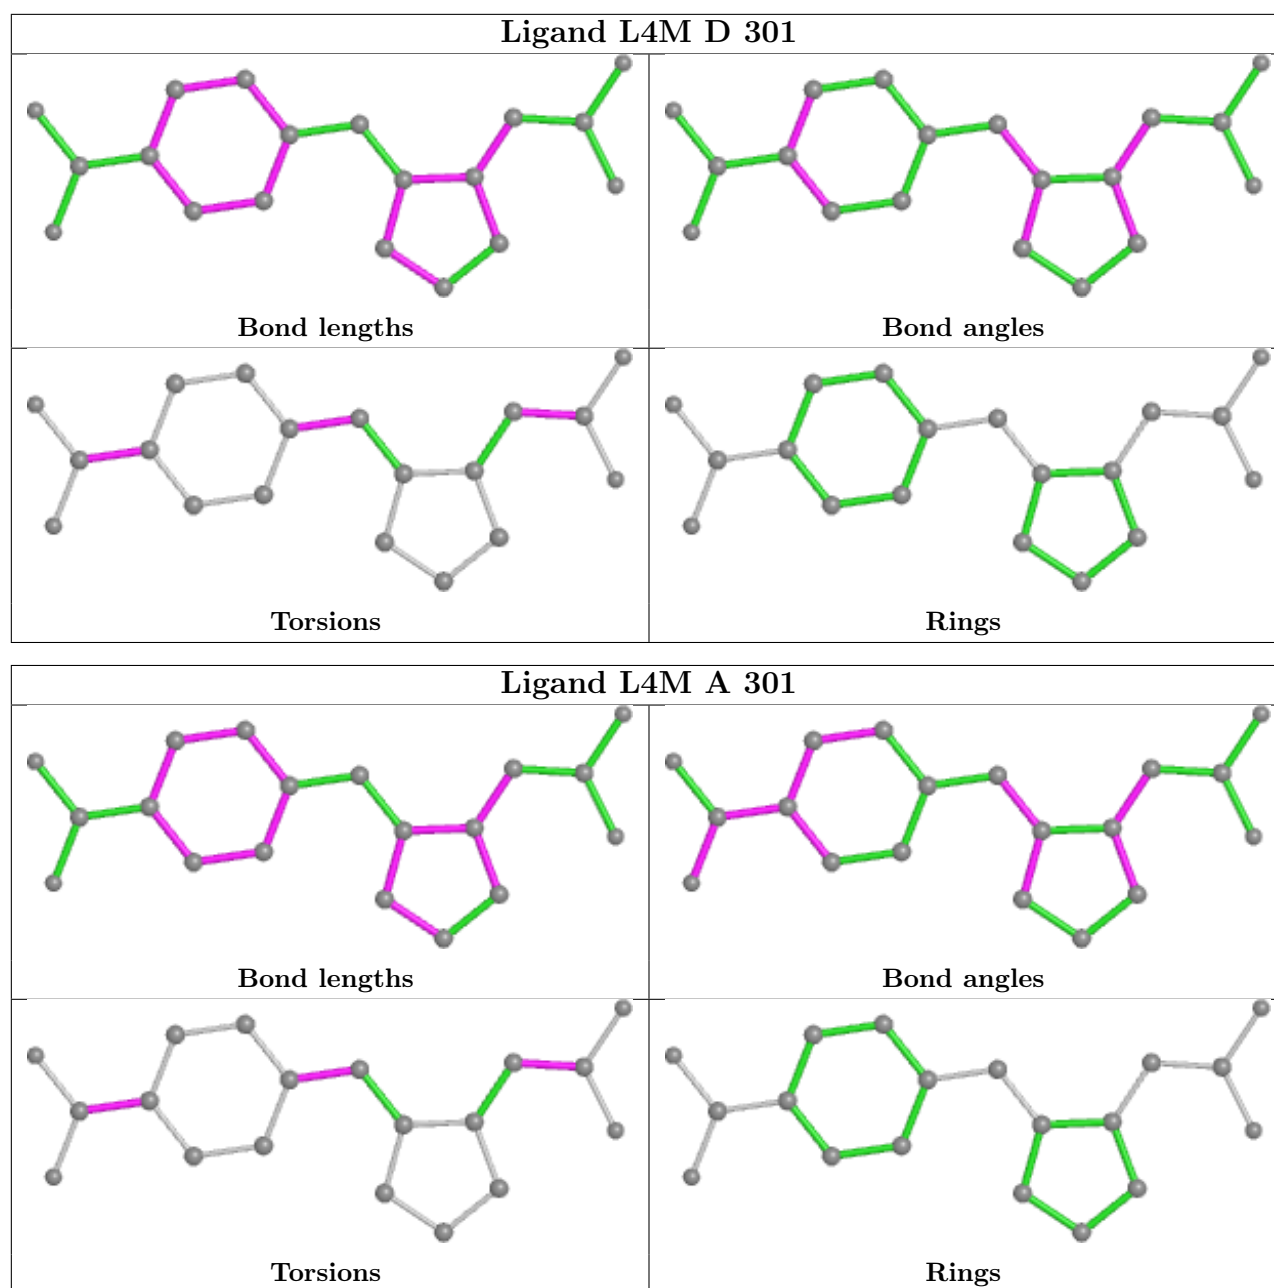 Ligand L4M D 301
Bond lengths
Bond angles
Torsions
Rings
Ligand L4M A 301
Bond lengths
Bond angles
Torsions
Rings